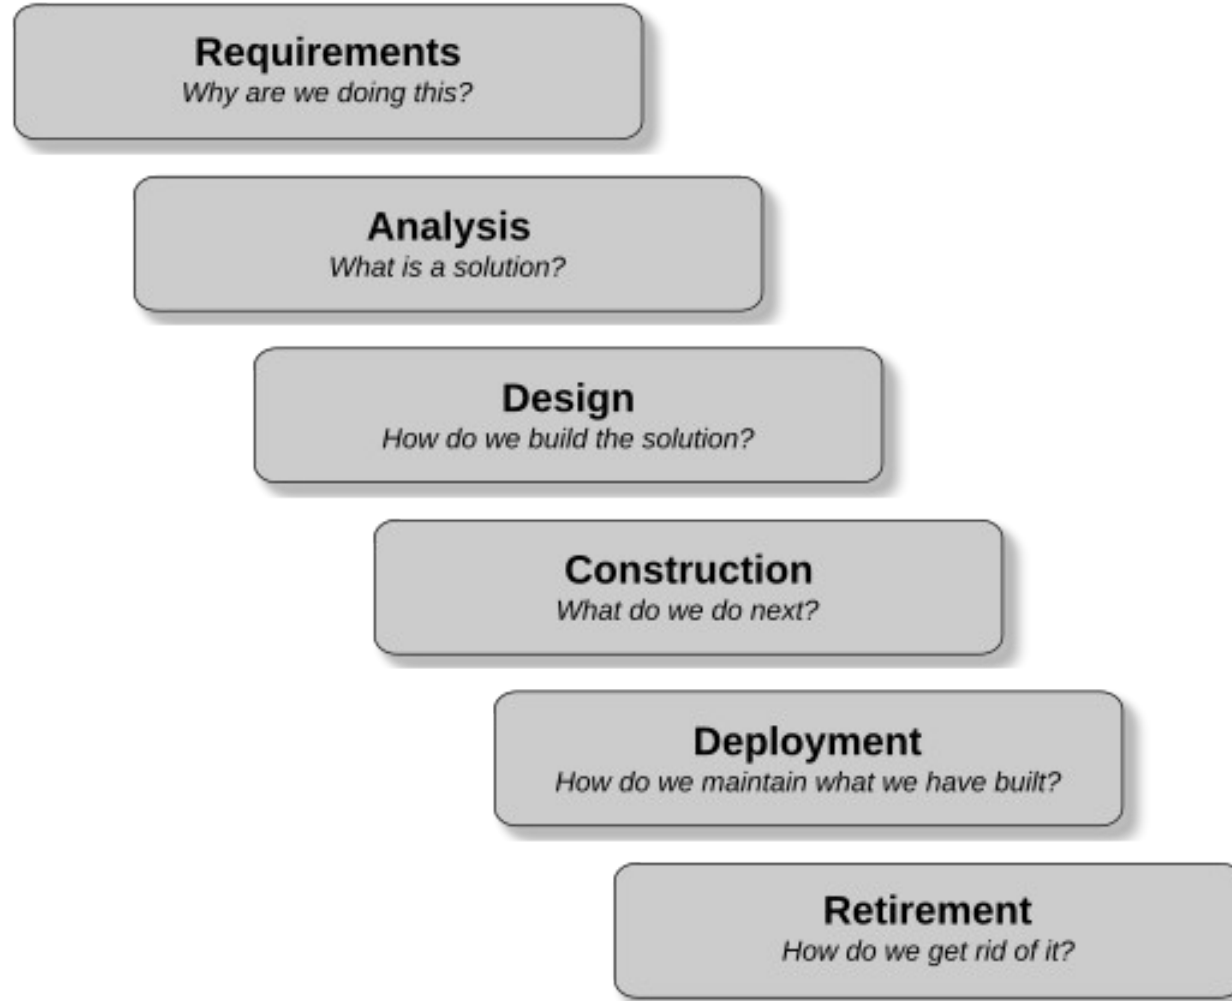 Requirements
Why are we doing this?
Analysis
What is a solution?
Design
How do we build the solution?
Construction
What do we do next?
Deployment
How do we maintain what we have built?
Retirement
How do we get rid of it?